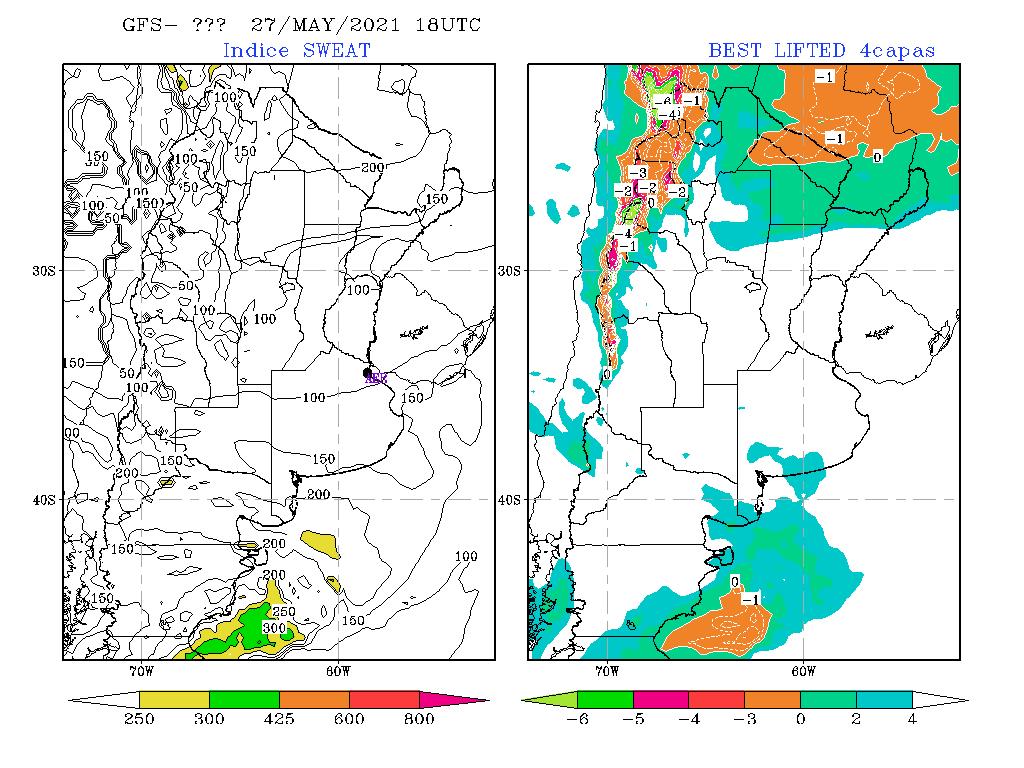 GFS− ??? 27/MAY/2021 18UTC
Indice SWEAT BEST LIFTED 4capas
100 −1
−6 −1
−4
150 100 150 200 −1 0
50 −3
100 150 150 −2 −2 −2
100 50 0
−4
−1
30S
50 100
100 100
150 50 AER 0
100 100 150
150 150
200 200
40S
200
150 100
200 0
150 250 −1
300 150
70W 60W 70W 60W
250 300 425 600 800 −6 −5 −4 −3 0 2 4